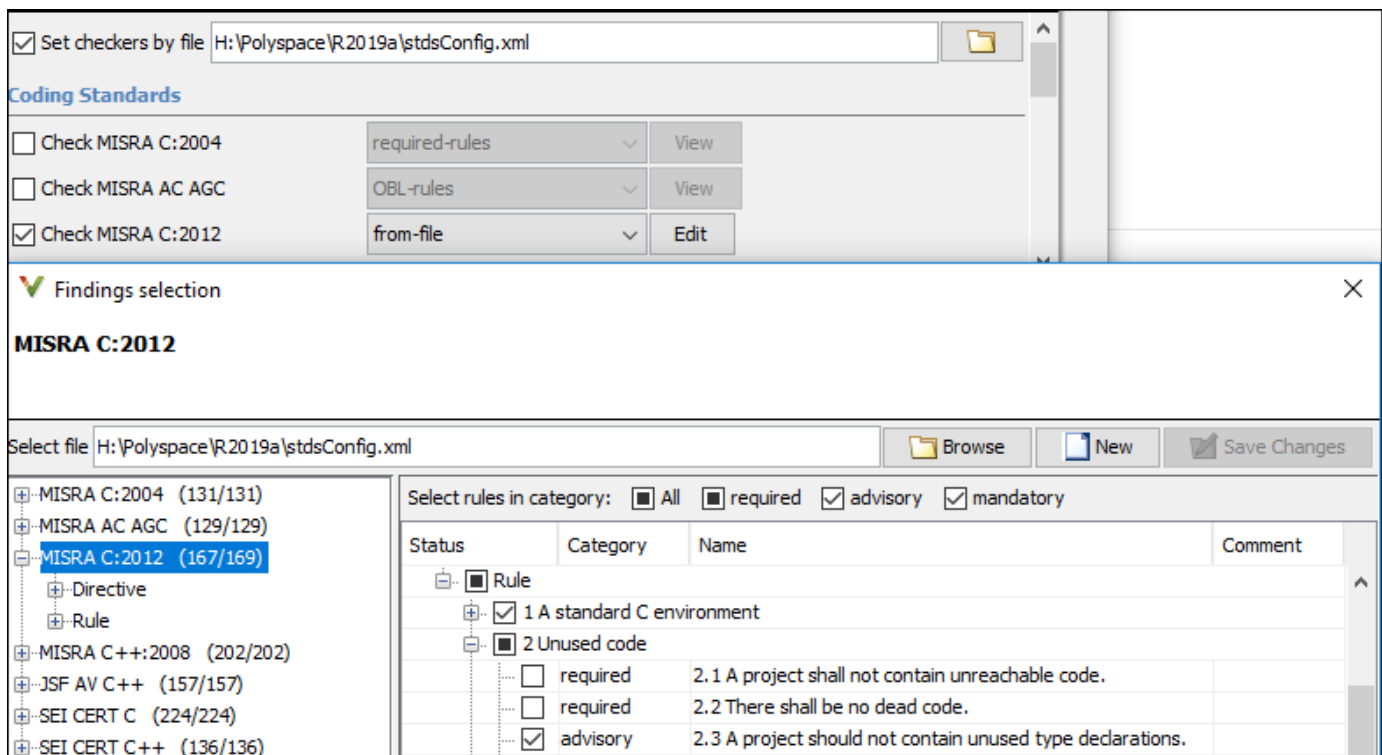 Set checkers by file H:\Polyspace\R2019a\stdsConfig.xml
Coding Standards
Check MISRA C:2004 required-rules View
Check MISRA AC AGC OBL-rules View
Check MISRA C:2012 from-file Edit
Findings selection
MISRA C:2012
Select file H:\Polyspace\R2019a\stdsConfig.xml Browse New Save Changes
MISRA C:2004 (131/131)
MISRA AC AGC (129/129)
MISRA C:2012 (167/169)
Directive
Rule
MISRA C++:2008 (202/202)
JSF AV C++ (157/157)
SEI CERT C (224/224)
SEI CERT C++ (136/136)
Select rules in category: All required advisory mandatory
Status Category Name Comment
Rule
1 A standard C environment
2 Unused code
required 2.1 A project shall not contain unreachable code.
required 2.2 There shall be no dead code.
advisory 2.3 A project should not contain unused type declarations.